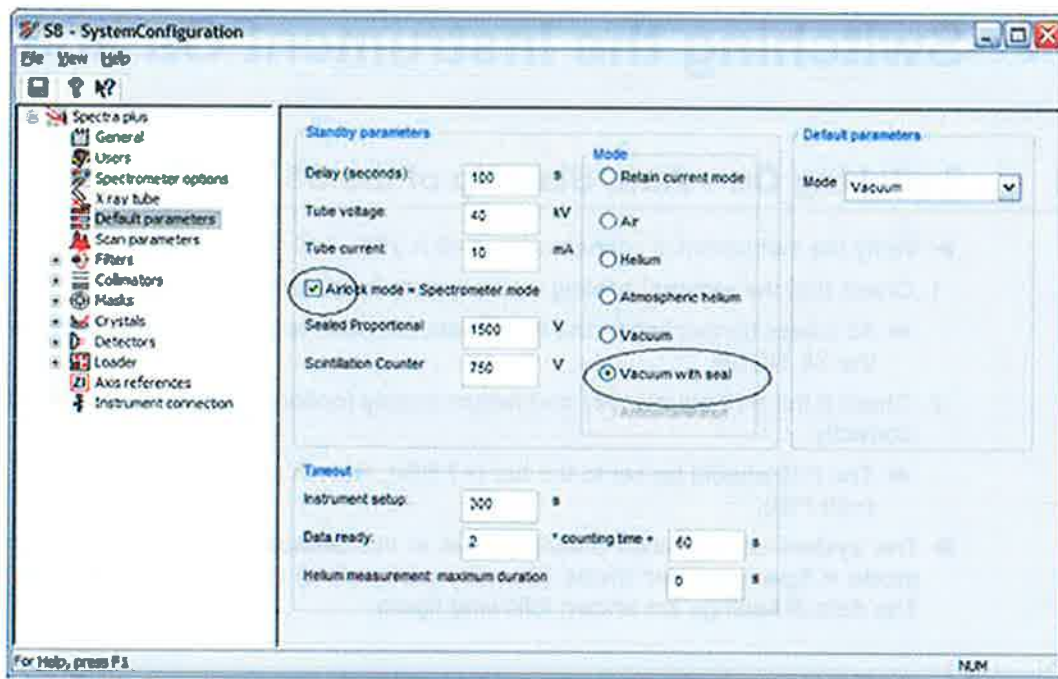 S8 - SystemConfiguration
File View Help
Spectra plus
General
Users
Spectrometer options
X ray tube
Default parameters
Scan parameters
Filters
Collimators
Masks
Crystals
Detectors
Loader
Axis references
Instrument connection
Standby parameters
Delay (seconds): 100 s
Tube voltage: 40 kV
Tube current: 10 mA
Airlock mode = Spectrometer mode
Sealed Proportional 1500 V
Scintillation Counter 750 V
Mode
Retain current mode
Air
Helium
Atmospheric helium
Vacuum
Vacuum with seal
Default parameters
Mode Vacuum
Timeout
Instrument setup: 300 s
Data ready: 2 * counting time + 60 s
Helium measurement: maximum duration 0 s
For Help, press F1
NUM